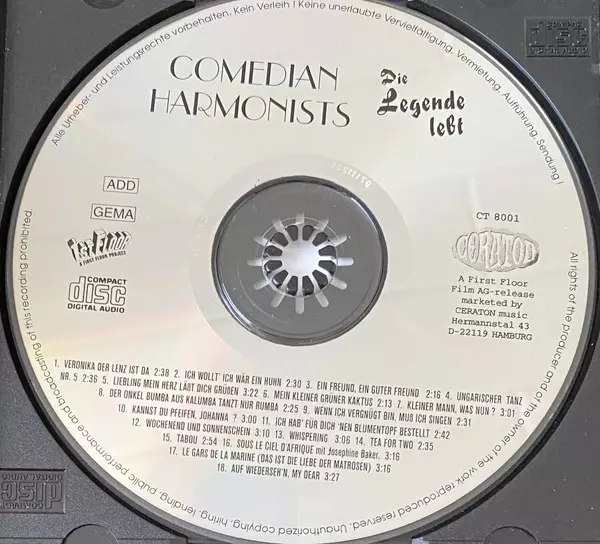 Alle Urheber- und Leistungsrechte vorbehalten. Kein Verleih ! Keine unerlaubte Vervielfältigung, Vermietung, Aufführung, Sendung !
COMEDIAN
HARMONISTS
Die
Legende
lebt
ADD
GEMA
1st FLOOR
A FIRST FLOOR PROJECT
COMPACT
disc
DIGITAL AUDIO
CT 8001
CERATON
A First Floor
Film AG-release
marketed by
CERATON music
Hermannstal 43
D-22119 HAMBURG
1. VERONIKA DER LENZ IST DA 2:38 2. ICH WOLLT' ICH WÄR EIN HUHN 2:30 3. EIN FREUND, EIN GUTER FREUND 2:16 4. UNGARISCHER TANZ
NR. 5 2:36 5. LIEBLING MEIN HERZ LÄßT DICH GRÜßEN 3:22 6. MEIN KLEINER GRÜNER KAKTUS 2:13 7. KLEINER MANN, WAS NUN ? 3:01
8. DER ONKEL BUMBA AUS KALUMBA TANZT NUR RUMBA 2:25 9. WENN ICH VERGNÜGT BIN, MUß ICH SINGEN 2:31
10. KANNST DU PFEIFEN, JOHANNA ? 3:00 11. ICH HAB' FÜR DICH 'NEN BLUMENTOPF BESTELLT 2:42
12. WOCHENEND UND SONNENSCHEIN 3:10 13. WHISPERING 3:06 14. TEA FOR TWO 2:35
15. TABOU 2:54 16. SOUS LE CIEL D'AFRIQUE mit Josephine Baker, 3:16
17. LE GARS DE LA MARINE (DAS IST DIE LIEBE DER MATROSEN) 3:16
18. AUF WIEDERSEH'N, MY DEAR 3:27
All rights of the producer and of the owner of the work reproduced reserved. Unauthorized copying, hiring, lending, public performance and broadcasting of this recording prohibited.